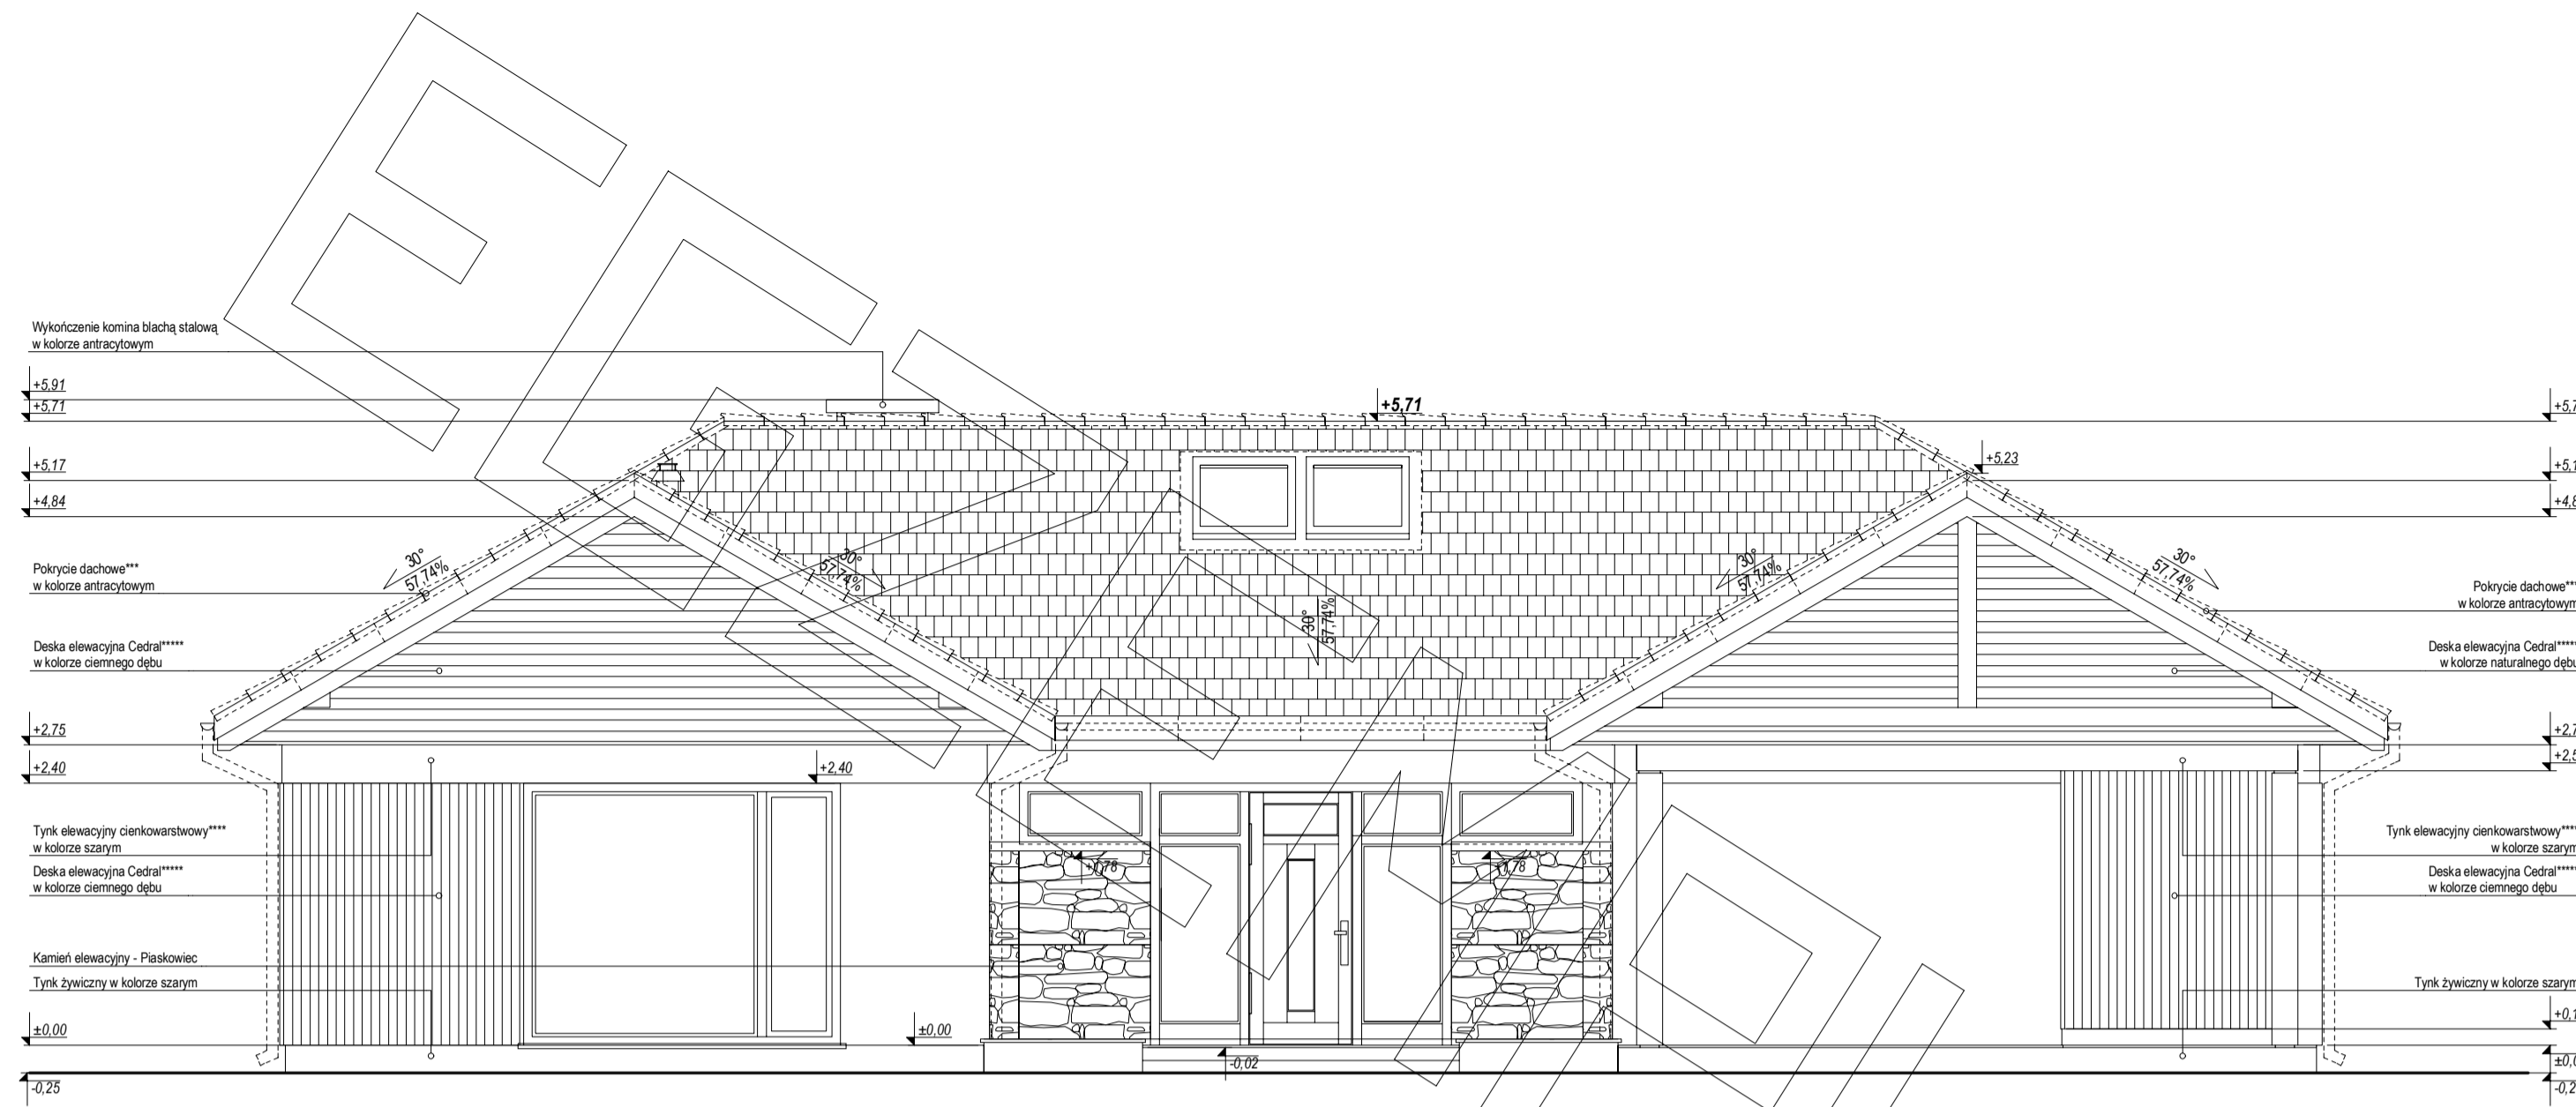 Wykończenie komina blachą stalową
w kolorze antracytowym
+5,91
+5,71
+5,17
+4,84
Pokrycie dachowe***
w kolorze antracytowym
Deska elewacyjna Cedral*****
w kolorze ciemnego dębu
+2,75
+2,40
Tynk elewacyjny cienkowarstwowy****
w kolorze szarym
Deska elewacyjna Cedral*****
w kolorze ciemnego dębu
Kamień elewacyjny - Piaskowiec
Tynk żywiczny w kolorze szarym
±0,00
-0,25
30°
57,74%
30°
57,74%
+2,40
±0,00
+5,71
30°
57,74%
-0,02
+5,23
30°
57,74%
30°
57,74%
Pokrycie dachowe***
w kolorze antracytowym
Deska elewacyjna Cedral*****
w kolorze naturalnego dębu
Tynk elewacyjny cienkowarstwowy****
w kolorze szarym
Deska elewacyjna Cedral*****
w kolorze ciemnego dębu
Tynk żywiczny w kolorze szarym